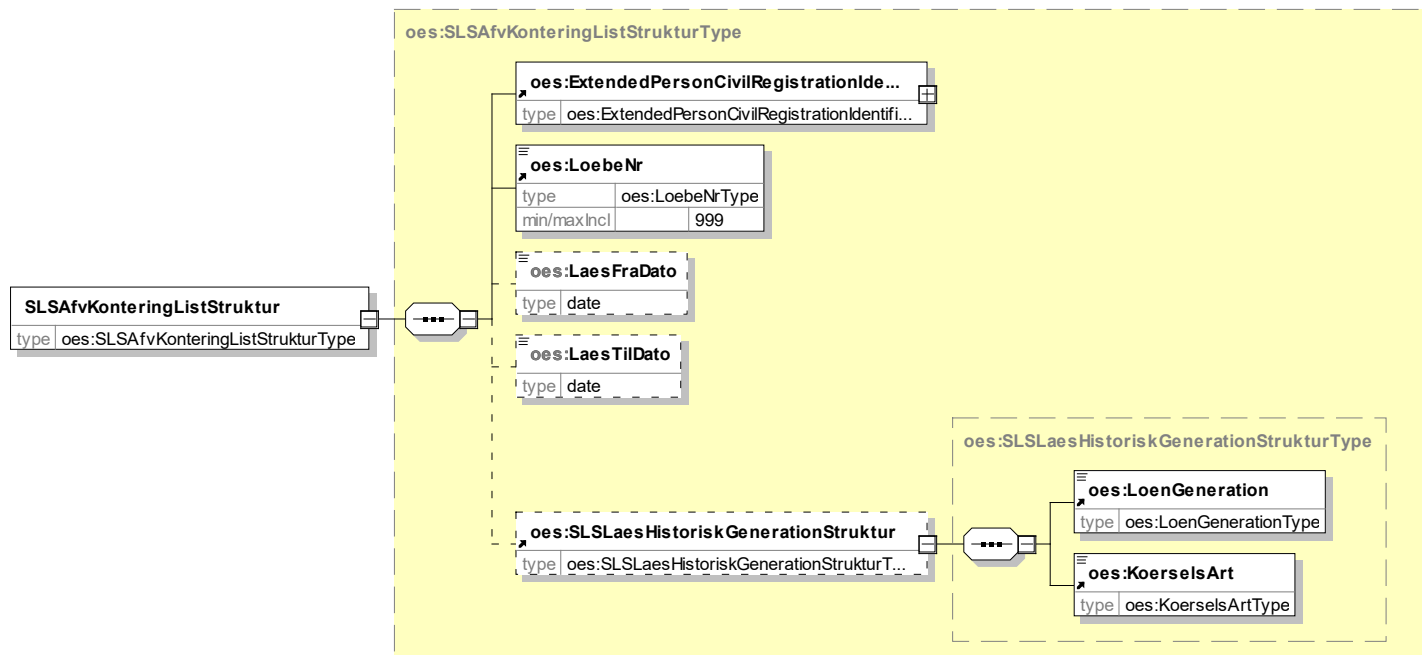 oes:SLSAfvKonteringListStrukturType
oes:ExtendedPersonCivilRegistrationIde...
type oes:ExtendedPersonCivilRegistrationIdentifi...
oes:LoebeNr
type oes:LoebeNrType
min/maxIncl 999
oes:LaesFraDato
type date
SLSAfvKonteringListStruktur
type oes:SLSAfvKonteringListStrukturType
oes:LaesTilDato
type date
oes:SLSLaesHistoriskGenerationStrukturType
oes:LoenGeneration
type oes:LoenGenerationType
oes:SLSLaesHistoriskGenerationStruktur
type oes:SLSLaesHistoriskGenerationStrukturT...
oes:KoerselsArt
type oes:KoerselsArtType